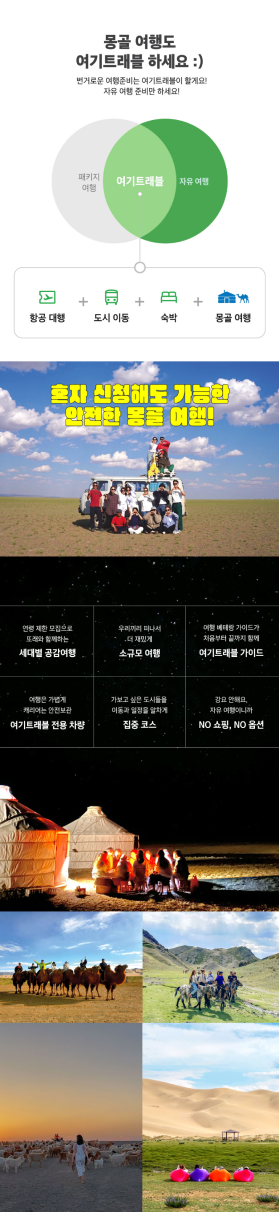 몽골 여행도
여기트래블 하세요 :)
번거로운 여행준비는 여기트래블이 할게요!
자유 여행 준비만 하세요!
패키지
여행
여기트래블
자유 여행
항공 대행 + 도시 이동 + 숙박 + 몽골 여행
혼자 신청해도 가능한
안전한 몽골 여행!
연령 제한 모집으로
또래와 함께하는
세대별 공감여행
우리끼리 떠나서
더 재밌게
소규모 여행
여행 베테랑 가이드가
처음부터 끝까지 함께
여기트래블 가이드
여행은 가볍게
캐리어는 안전보관
여기트래블 전용 차량
가보고 싶은 도시들을
이동과 일정을 알차게
집중 코스
강요 안해요,
자유 여행이니까
NO 쇼핑, NO 옵션